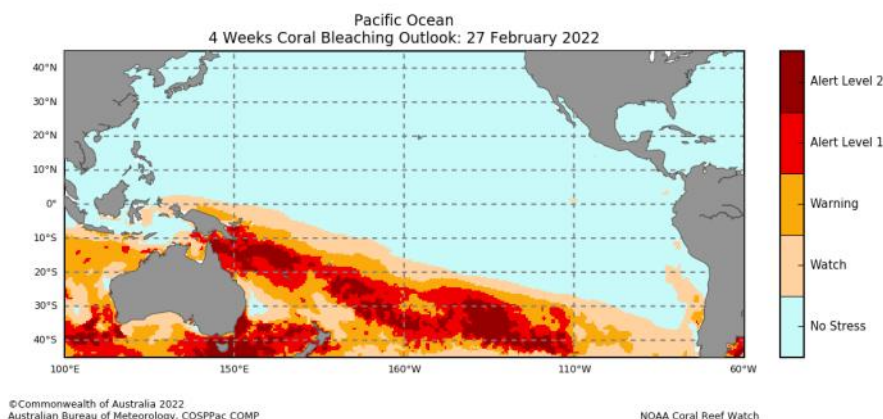 Pacific Ocean
4 Weeks Coral Bleaching Outlook: 27 February 2022
40°N
30°N
20°N
10°N
0°
10°S
20°S
30°S
40°S
100°E
150°E
160°W
110°W
60°W
Alert Level 2
Alert Level 1
Warning
Watch
No Stress
©Commonwealth of Australia 2022
Australian Bureau of Meteorology, COSPPac COMP
NOAA Coral Reef Watch